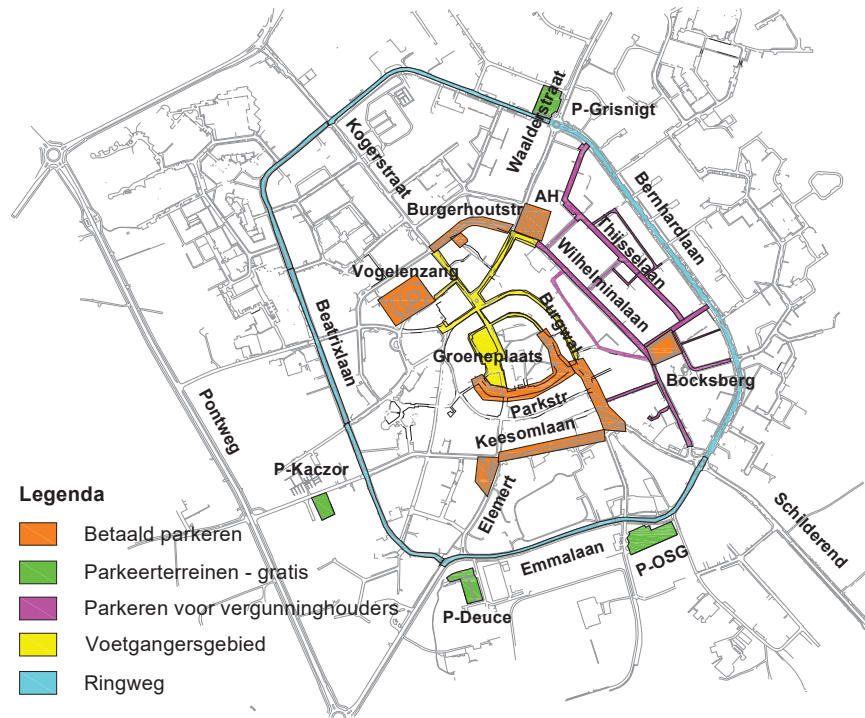 Waalderstraat
P-Grisnigt
Kogerstraat
AH
Burgerhoutstr
Bernhardlaan
Thijsselaan
Wilhelminalaan
Vogelenzang
Beatrixlaan
Burgwal
Groeneplaats
Bocksberg
Parkstr
Pontweg
Keesomlaan
P-Kaczor
Elemert
Schilderend
Emmalaan
P-OSG
P-Deuce
Legenda
Betaald parkeren
Parkeerterreinen - gratis
Parkeren voor vergunninghouders
Voetgangersgebied
Ringweg